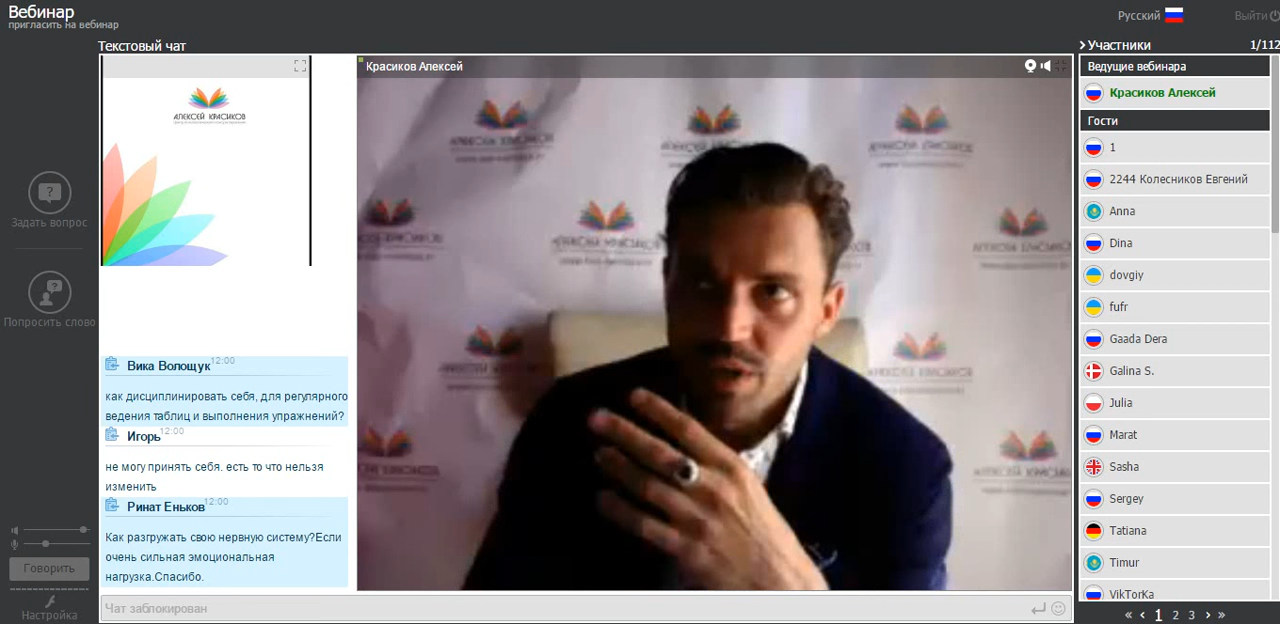 Вебинар
пригласить на вебинар
Русский
Выйти
Текстовый чат
Участники
1/112
АЛЕКСЕЙ КРАСИКОВ
Красиков Алексей
Ведущие вебинара
Красиков Алексей
Гости
1
2244 Колесников Евгений
Anna
Dina
dovgiy
fufr
Gaada Dera
Galina S.
Julia
Marat
Sasha
Sergey
Tatiana
Timur
VikTorKa
« ‹ 1 2 3 › »
Задать вопрос
Попросить слово
Вика Волощук 12:00
как дисциплинировать себя, для регулярного
ведения таблиц и выполнения упражнений?
Игорь 12:00
не могу принять себя. есть то что нельзя
изменить
Ринат Еньков 12:00
Как разгружать свою нервную систему?Если
очень сильная эмоциональная
нагрузка.Спасибо.
Говорить
Настройка
Чат заблокирован